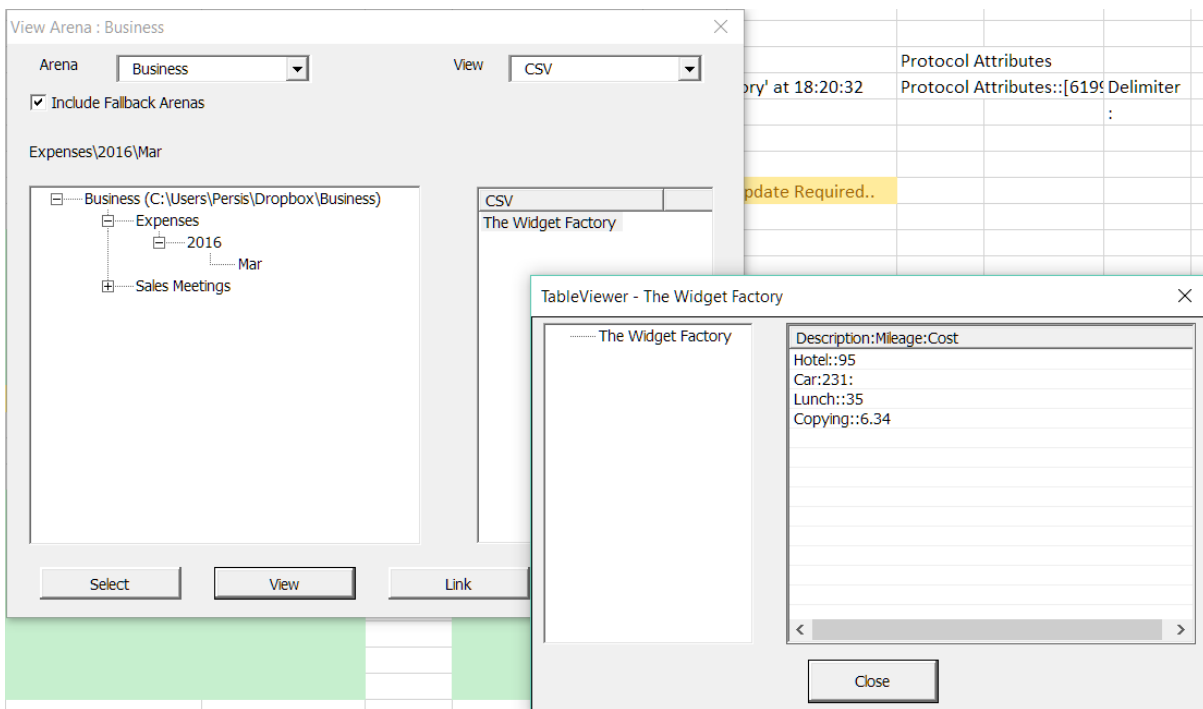 View Arena : Business
Arena
Business
View
CSV
Include Fallback Arenas
Expenses\2016\Mar
Business (C:\Users\Persis\Dropbox\Business)
Expenses
2016
Mar
Sales Meetings
CSV
The Widget Factory
Select
View
Link
Protocol Attributes
ory' at 18:20:32
Protocol Attributes::[6199
Delimiter
:
pdate Required..
TableViewer - The Widget Factory
The Widget Factory
Description:Mileage:Cost
Hotel::95
Car:231:
Lunch::35
Copying::6.34
Close